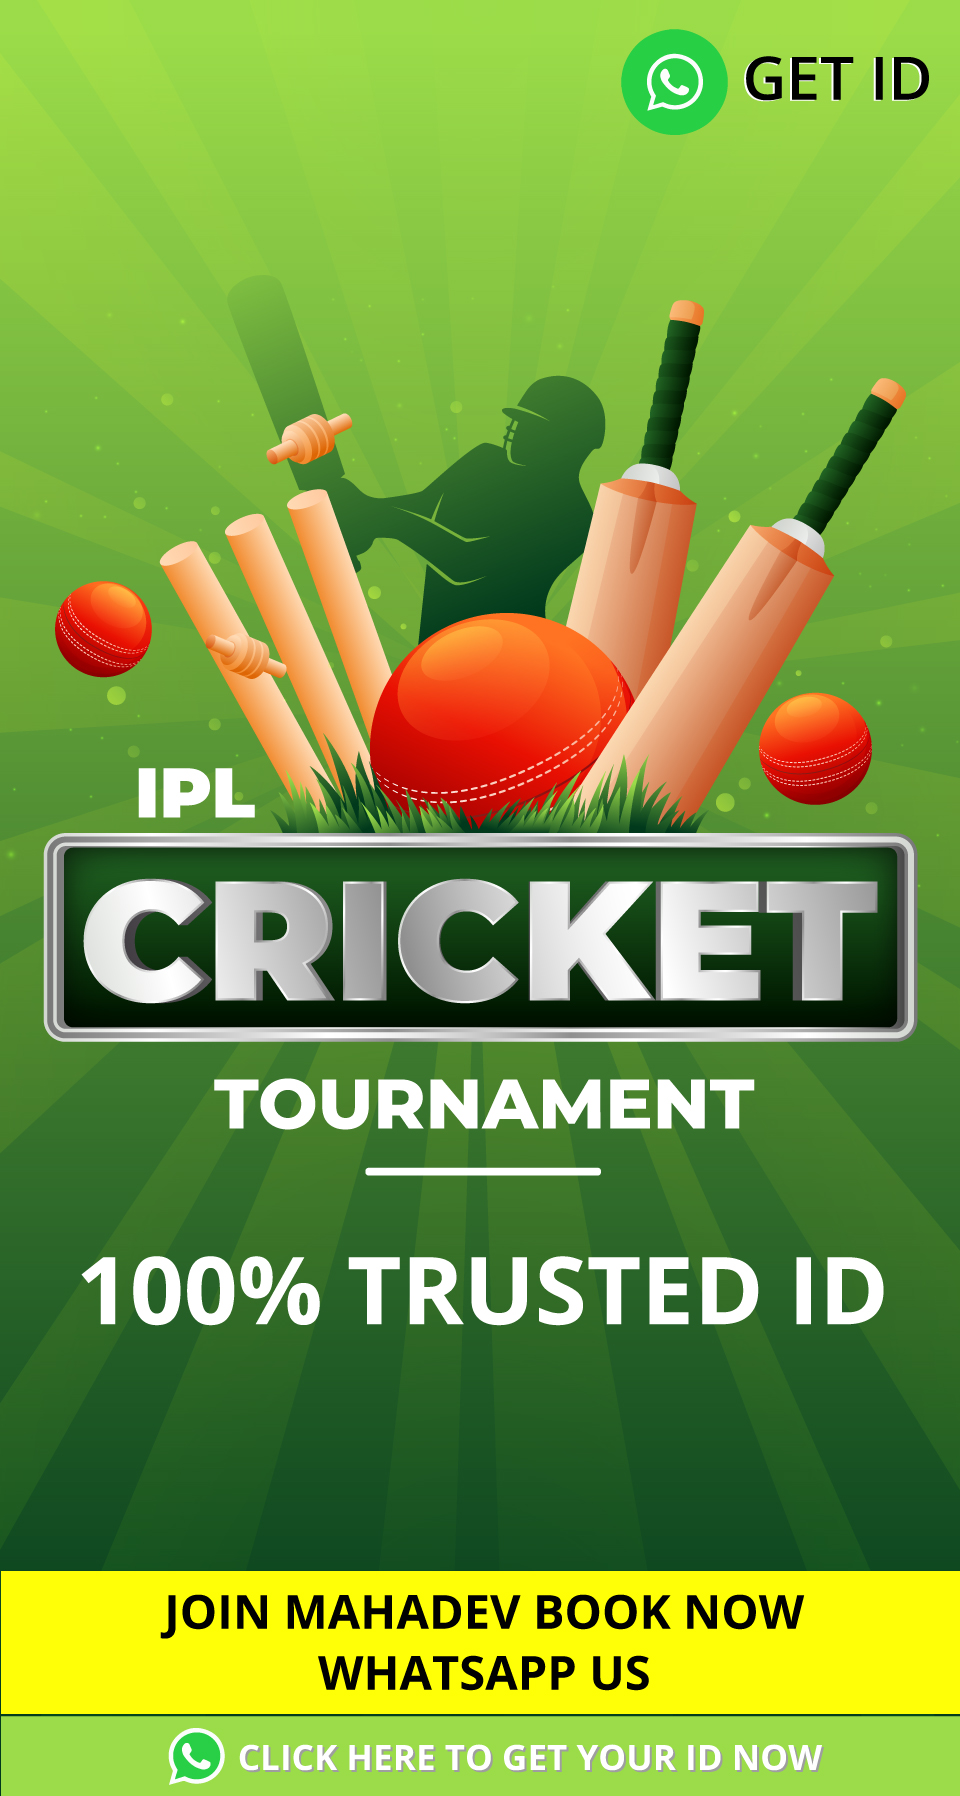 GET ID
IPL
CRICKET
TOURNAMENT
100% TRUSTED ID
JOIN MAHADEV BOOK NOW
WHATSAPP US
CLICK HERE TO GET YOUR ID NOW